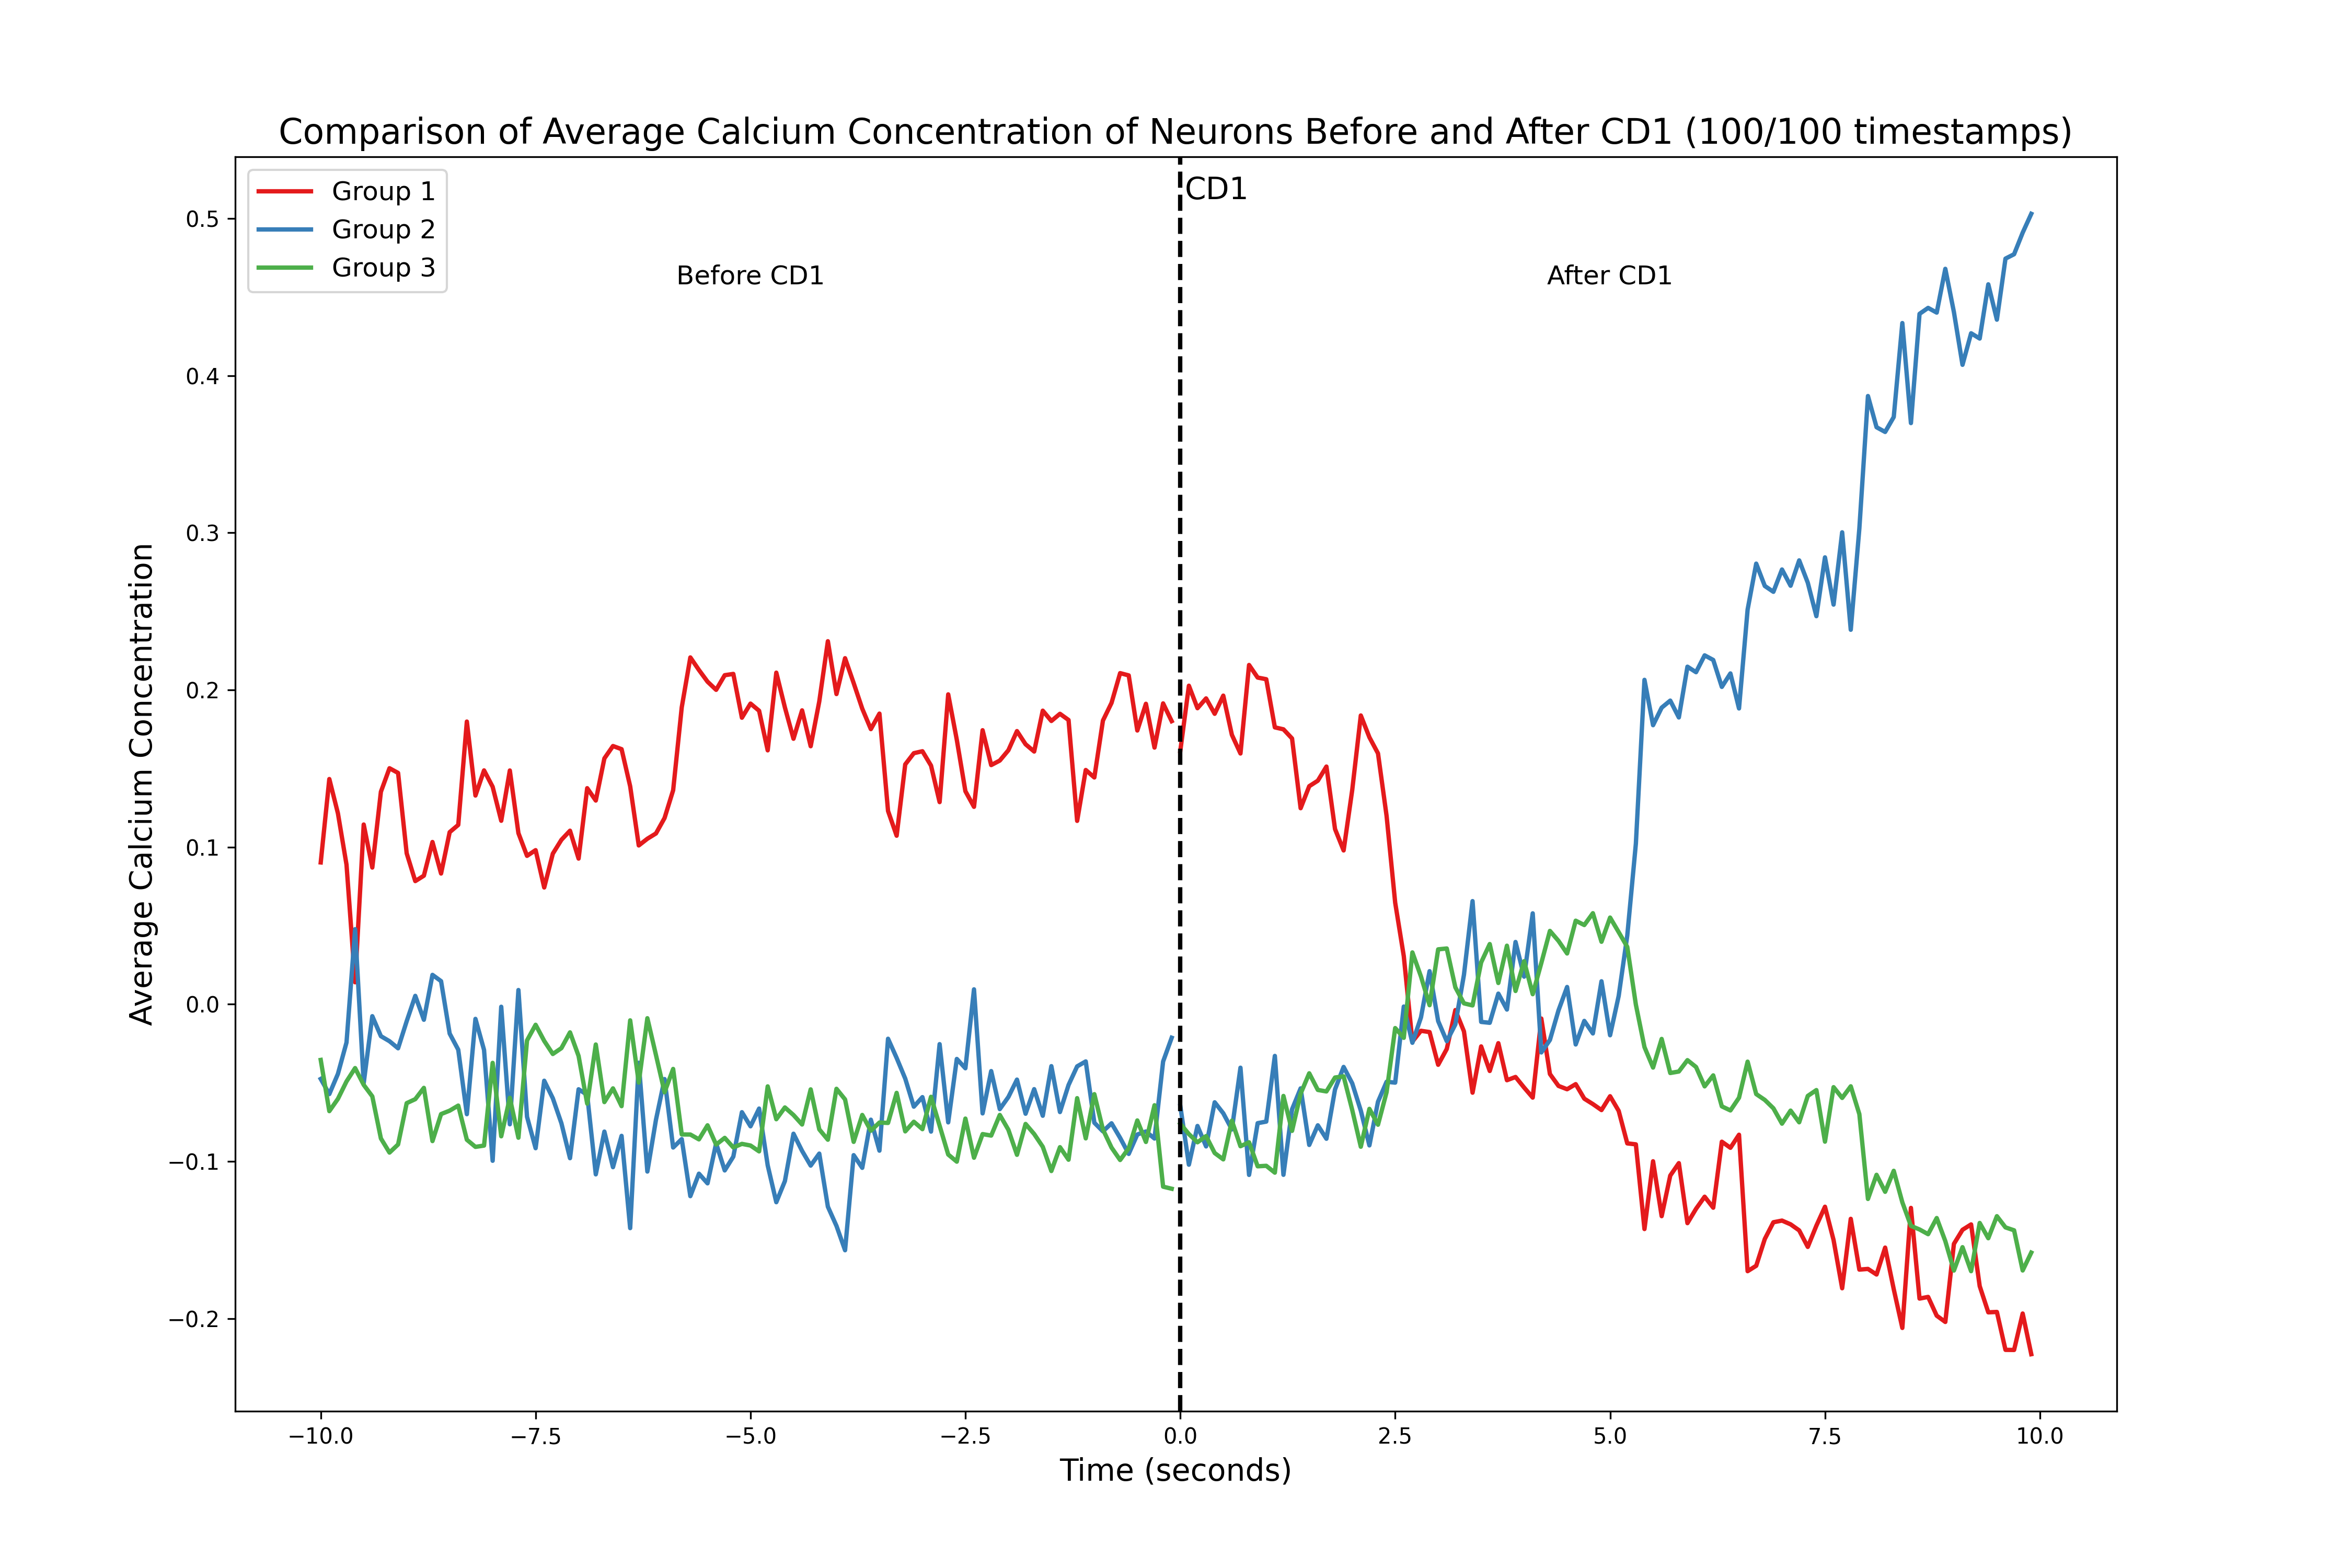 Comparison of Average Calcium Concentration of Neurons Before and After CD1 (100/100 timestamps)
Group 1
Group 2
Group 3
CD1
Before CD1
After CD1
Average Calcium Concentration
0.5
0.4
0.3
0.2
0.1
0.0
−0.1
−0.2
−10.0
−7.5
−5.0
−2.5
0.0
2.5
5.0
7.5
10.0
Time (seconds)